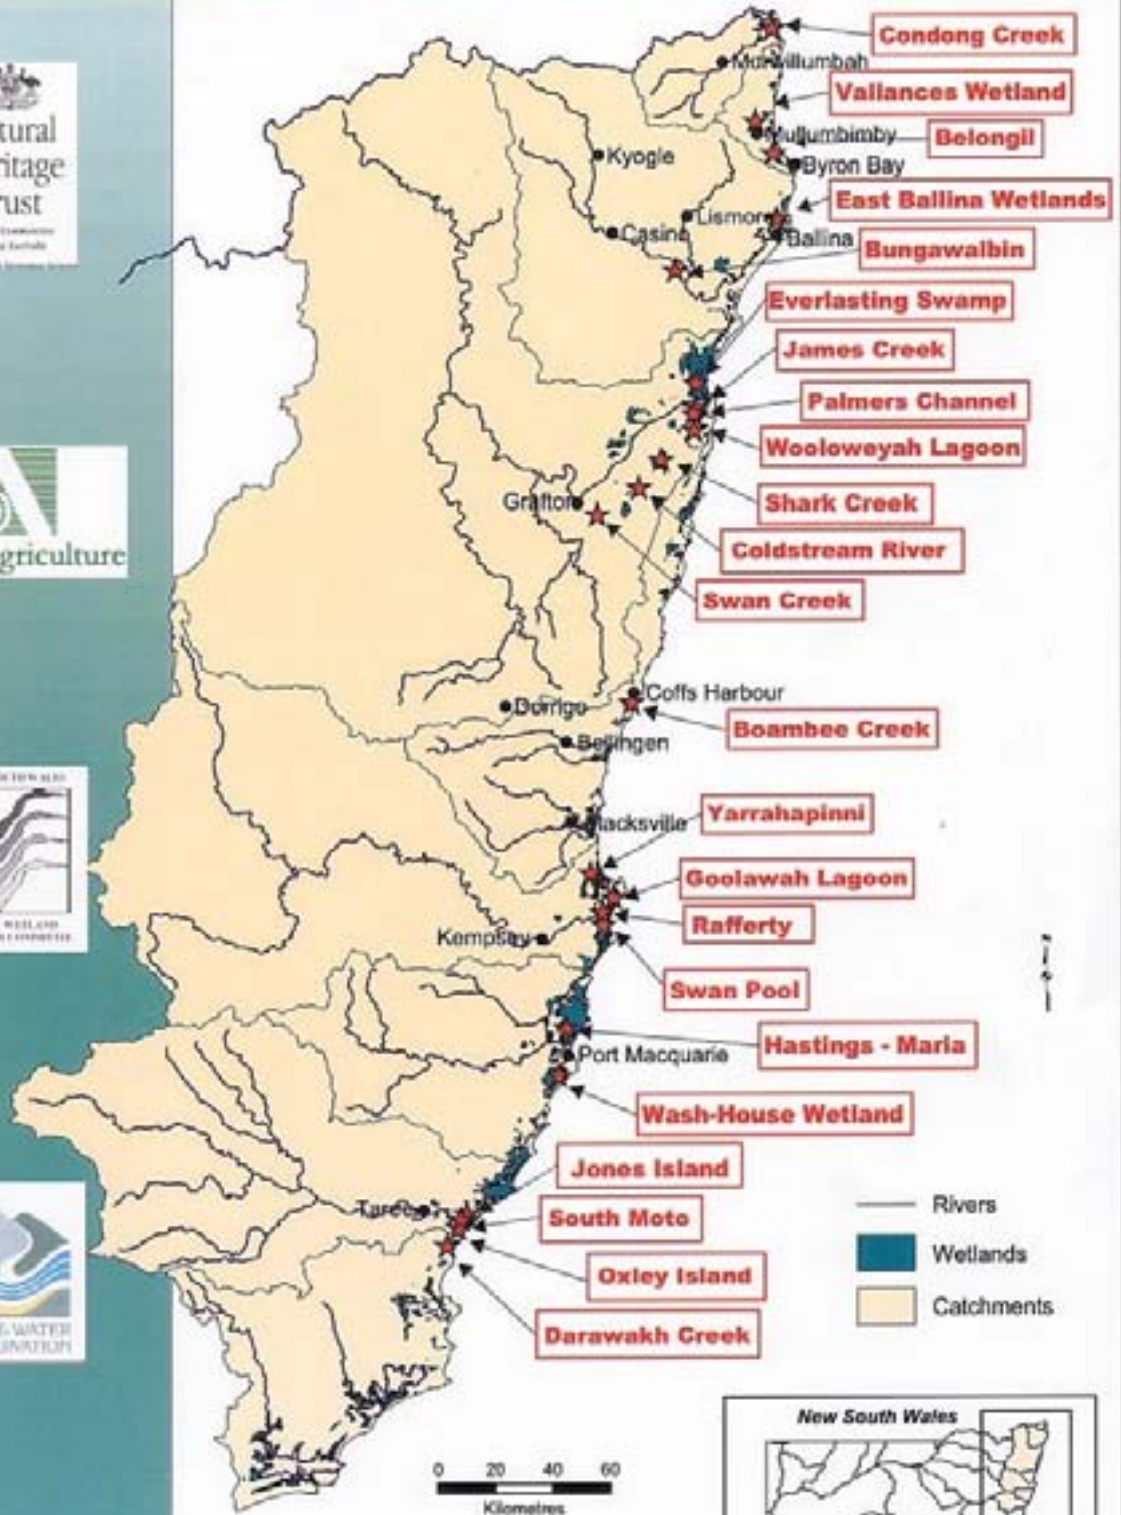 Condong Creek
Murwillumbah
Vallances Wetland
Mullumbimby
Belongil
Kyogle
Byron Bay
East Ballina Wetlands
Lismore
Casino
Ballina
Bungawalbin
Everlasting Swamp
James Creek
Palmers Channel
Wooloweyah Lagoon
Grafton
Shark Creek
Coldstream River
Swan Creek
Coffs Harbour
Dorrigo
Boambee Creek
Bellingen
Yarrahapinni
Macksville
Goolawah Lagoon
Rafferty
Kempsey
Swan Pool
Hastings - Maria
Port Macquarie
Wash-House Wetland
Jones Island
Taree
South Moto
Oxley Island
Darawakh Creek
Rivers
Wetlands
Catchments
New South Wales
0 20 40 60
Kilometres
tural
ritage
rust
griculture
WETLAND
WATER